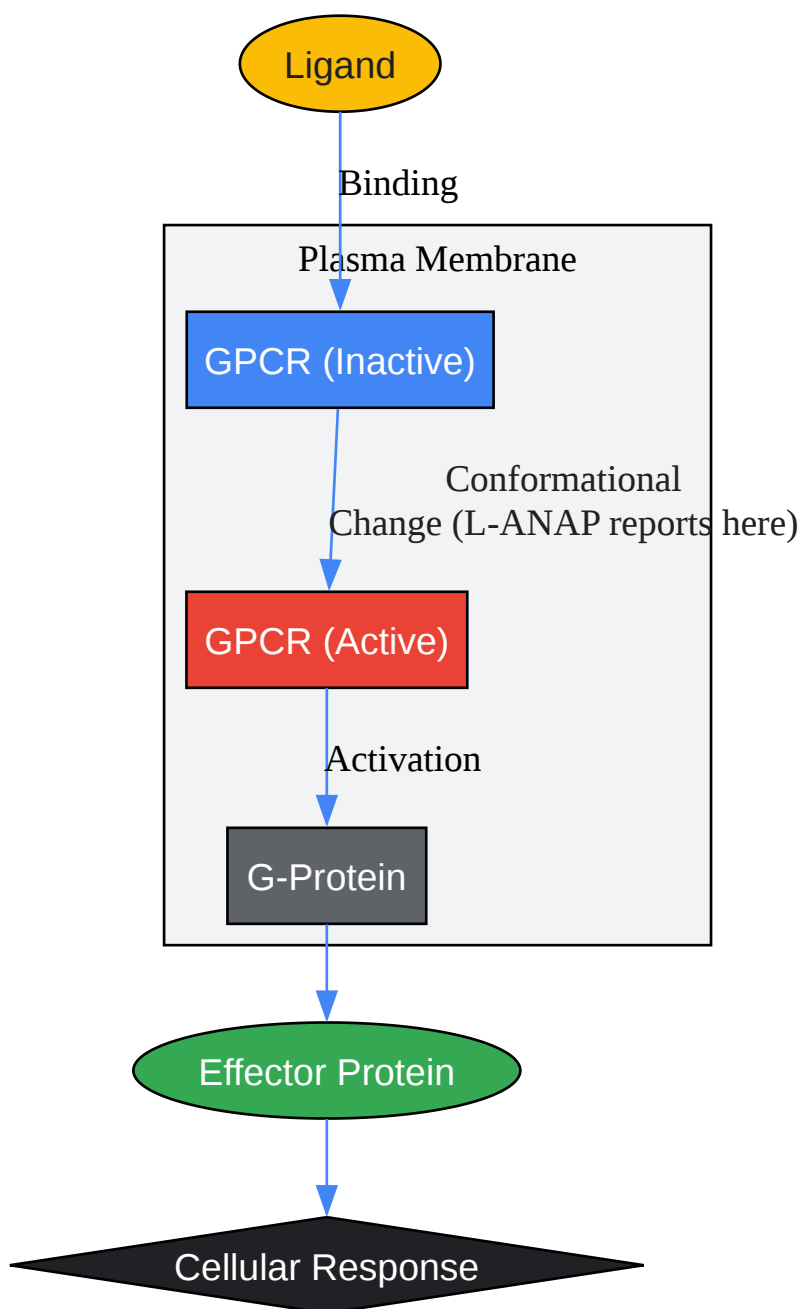 Ligand
Binding
Plasma Membrane
GPCR (Inactive)
Conformational
Change (L-ANAP reports here)
GPCR (Active)
Activation
G-Protein
Effector Protein
Cellular Response